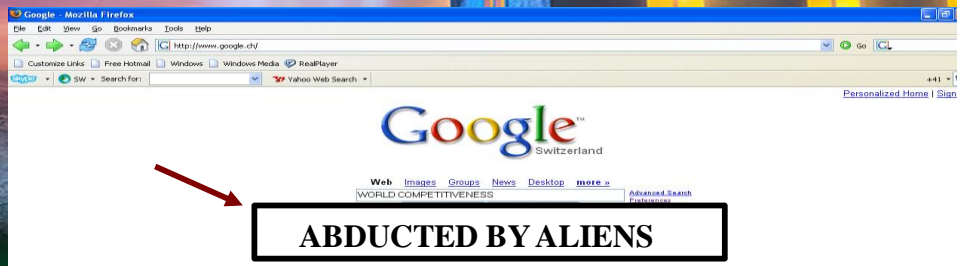 Google - Mozilla Firefox
File Edit View Go Bookmarks Tools Help
http://www.google.ch/ Go
Customize Links Free Hotmail Windows Windows Media RealPlayer
SW Search for: Yahoo Web Search +41
Personalized Home | Sign
Google™
Switzerland
Web Images Groups News Desktop more »
WORLD COMPETITIVENESS Advanced Search
Preferences
ABDUCTED BY ALIENS